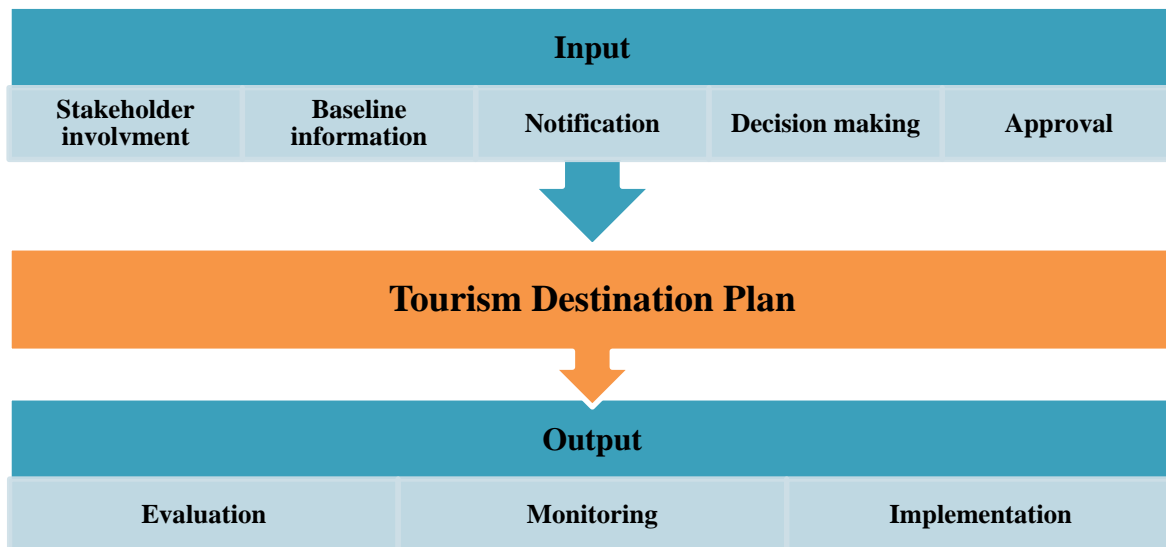 Input
Stakeholder
involvment
Baseline
information
Notification
Decision making
Approval
Tourism Destination Plan
Output
Evaluation
Monitoring
Implementation